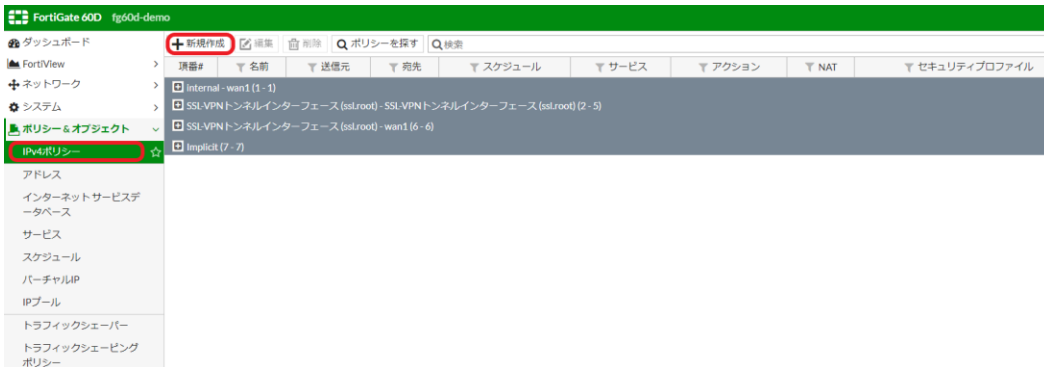 FortiGate 60D fg60d-demo
ダッシュボード
FortiView
ネットワーク
システム
ポリシー & オブジェクト
IPv4ポリシー
アドレス
インターネット サービスデ
ータベース
サービス
スケジュール
バーチャルIP
IPプール
トラフィックシェーパー
トラフィックシェーピング
ポリシー
新規作成 編集 削除 ポリシーを探す 検索
項番# 名前 送信元 宛先 スケジュール サービス アクション NAT セキュリティプロファイル
internal - wan1 (1 - 1)
SSL-VPNトンネルインターフェース (ssl.root) - SSL-VPNトンネルインターフェース (ssl.root) (2 - 5)
SSL-VPNトンネルインターフェース (ssl.root) - wan1 (6 - 6)
Implicit (7 - 7)